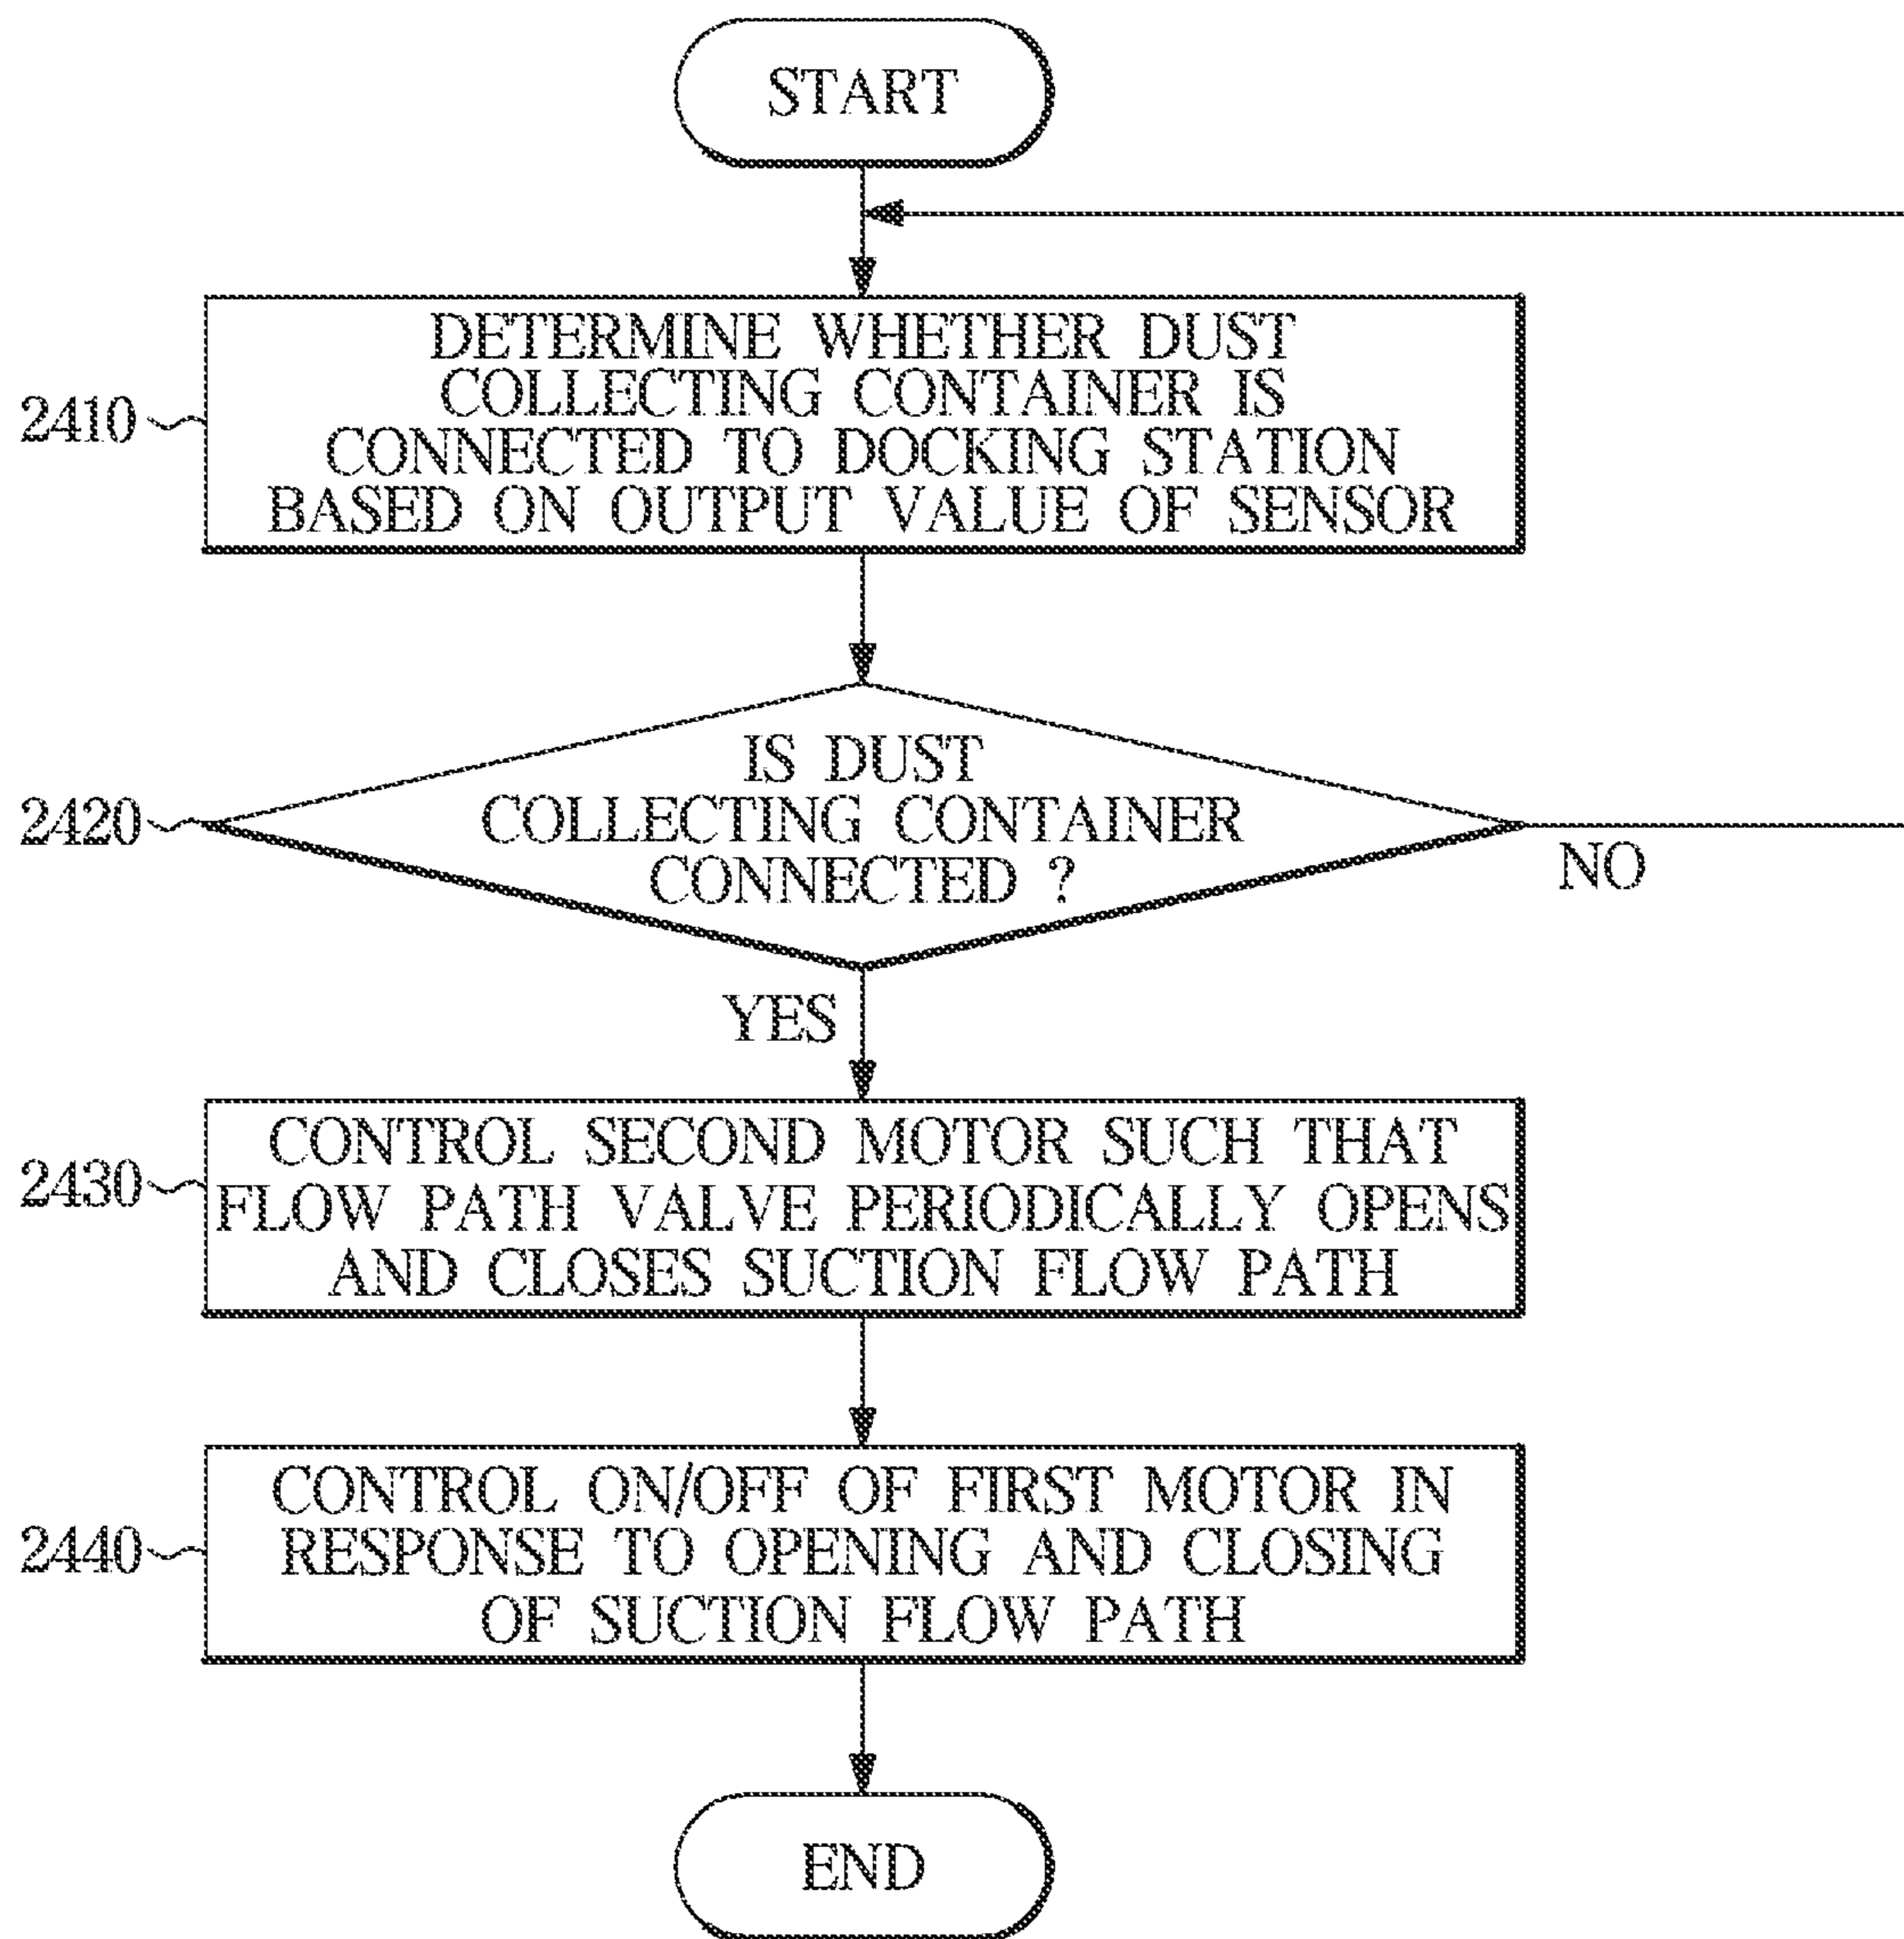 START
DETERMINE WHETHER DUST
COLLECTING CONTAINER IS
CONNECTED TO DOCKING STATION
BASED ON OUTPUT VALUE OF SENSOR
2410
IS DUST
COLLECTING CONTAINER
CONNECTED ?
2420
NO
YES
CONTROL SECOND MOTOR SUCH THAT
FLOW PATH VALVE PERIODICALLY OPENS
AND CLOSES SUCTION FLOW PATH
2430
CONTROL ON/OFF OF FIRST MOTOR IN
RESPONSE TO OPENING AND CLOSING
OF SUCTION FLOW PATH
2440
END